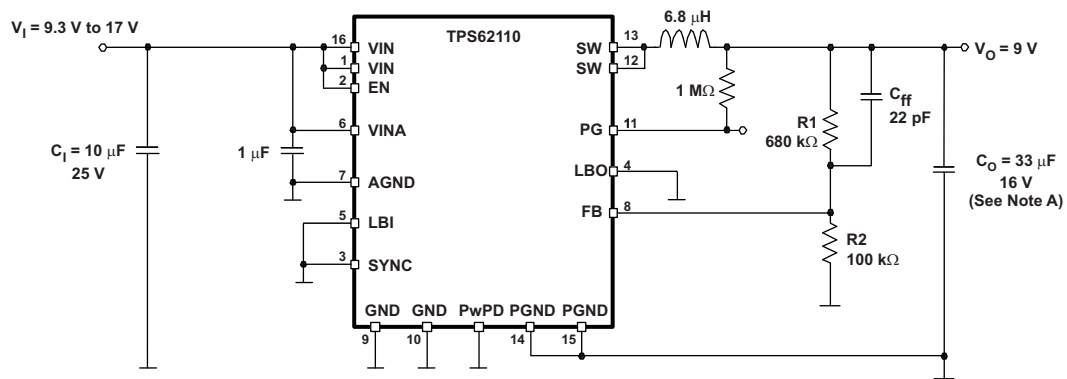 V_I = 9.3 V to 17 V
TPS62110
6.8 µH
16 VIN
1 VIN
2 EN
SW 13
SW 12
V_O = 9 V
1 MΩ
C_ff
22 pF
6 VINA
PG 11
R1
680 kΩ
C_I = 10 µF
25 V
1 µF
7 AGND
LBO 4
C_O = 33 µF
16 V
(See Note A)
5 LBI
FB 8
R2
100 kΩ
3 SYNC
GND GND PwPD PGND PGND
9 10 14 15